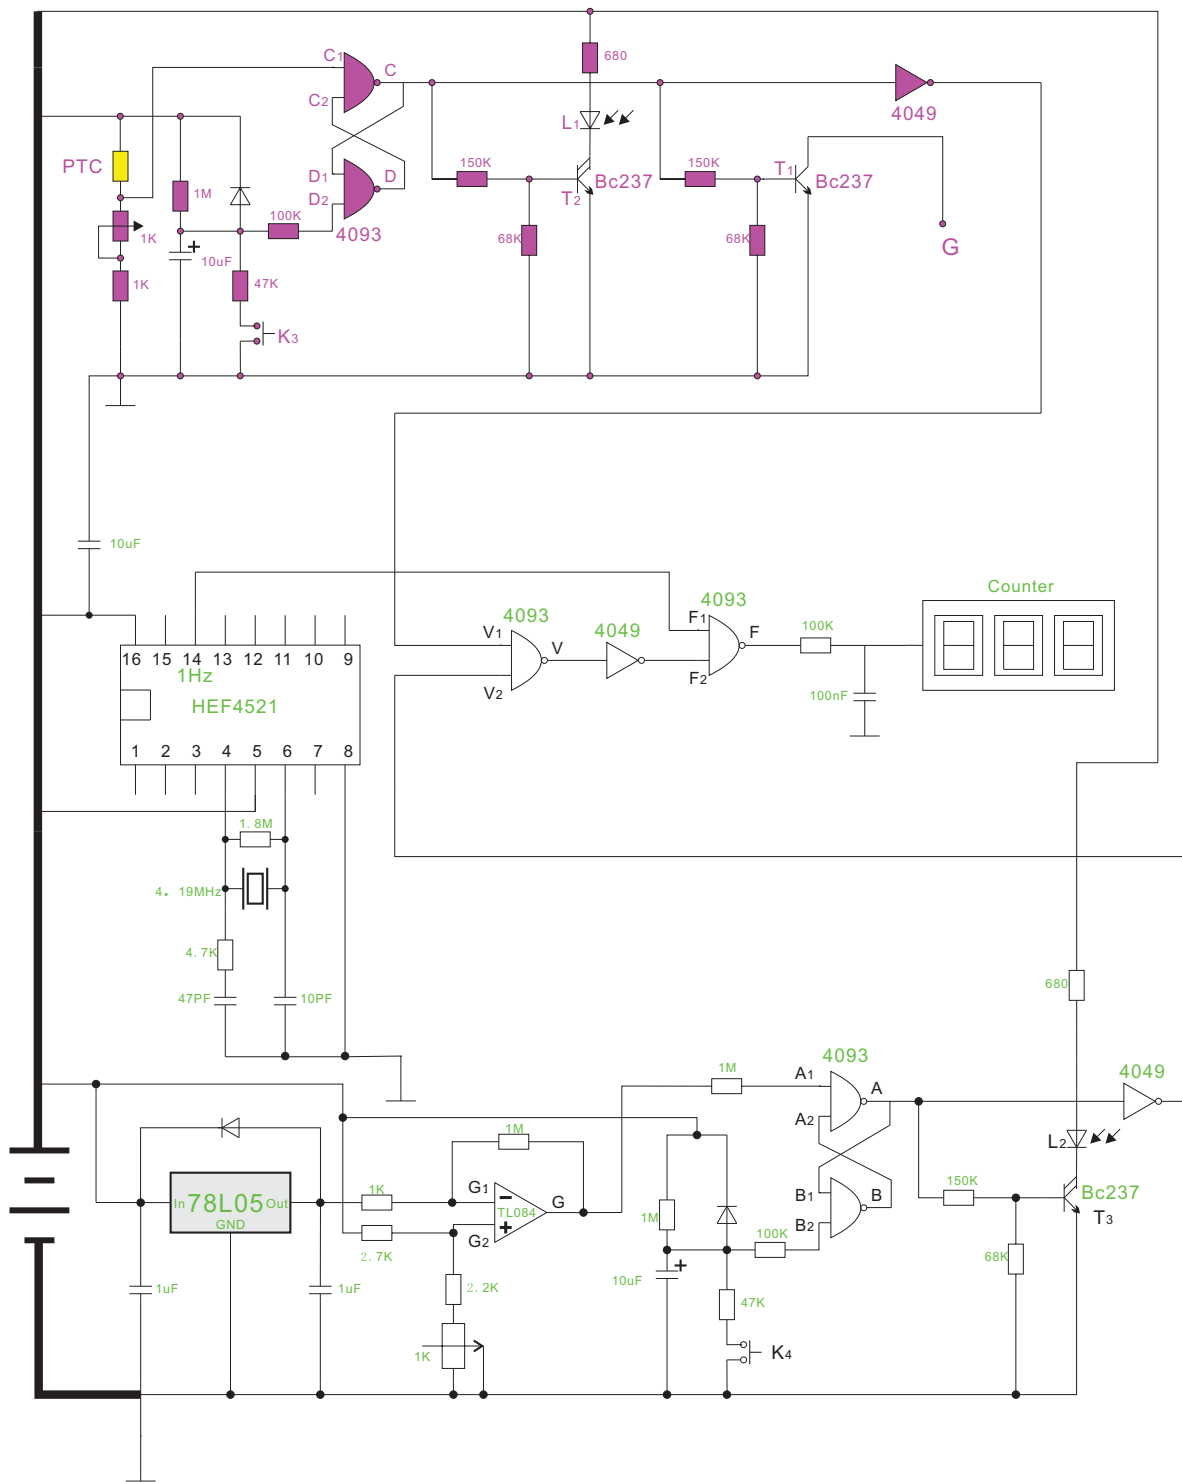 C1 C
680
C2
4049
L1
PTC
D1 D
150K
150K
T1
Bc237
Bc237
1M
D2
T2
100K
4093
1K
68K
68K
G
10uF
1K
47K
K3
10uF
Counter
4093
4093
F1
100K
V1
4049
F
V
16 15 14 13 12 11 10 9
1Hz
F2
V2
100nF
HEF4521
1 2 3 4 5 6 7 8
1.8M
4. 19MHz
4.7K
680
47PF
10PF
4093
1M
A1 A
4049
A2
1M
L2
In 78L05 Out
GND
1K
G1
G
TL084
G2
B1 B
150K
Bc237
1M
B2
T3
2.7K
100K
68K
1uF
1uF
2.2K
10uF
47K
1K
K4